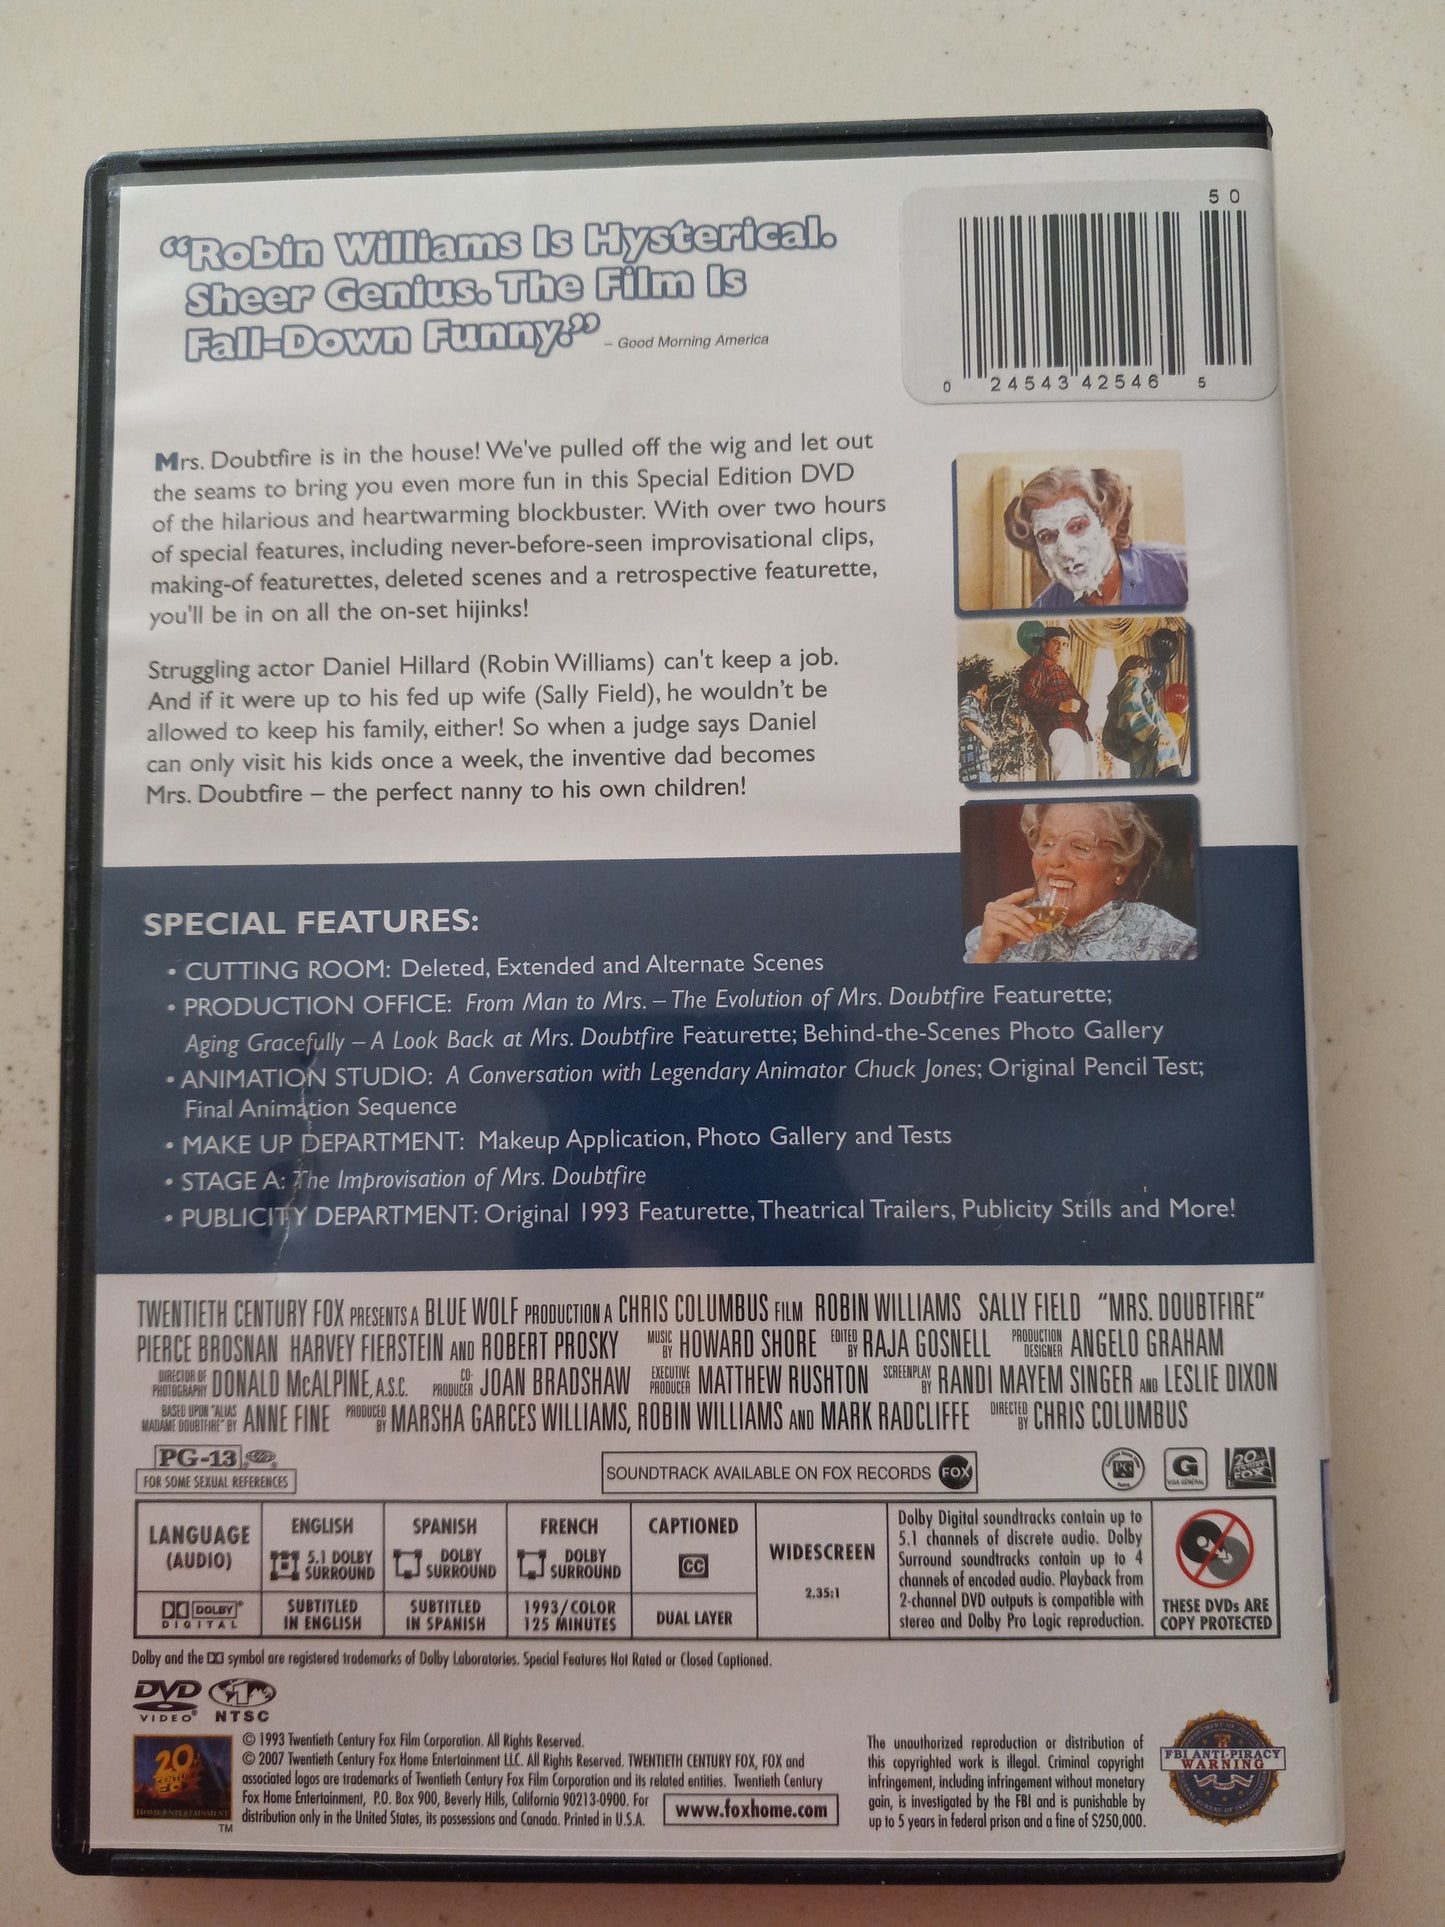 50
0 24543 42546 5
“Robin Williams Is Hysterical.
Sheer Genius. The Film Is
Fall-Down Funny.” – Good Morning America
Mrs. Doubtfire is in the house! We've pulled off the wig and let out
the seams to bring you even more fun in this Special Edition DVD
of the hilarious and heartwarming blockbuster. With over two hours
of special features, including never-before-seen improvisational clips,
making-of featurettes, deleted scenes and a retrospective featurette,
you'll be in on all the on-set hijinks!
Struggling actor Daniel Hillard (Robin Williams) can't keep a job.
And if it were up to his fed up wife (Sally Field), he wouldn't be
allowed to keep his family, either! So when a judge says Daniel
can only visit his kids once a week, the inventive dad becomes
Mrs. Doubtfire – the perfect nanny to his own children!
SPECIAL FEATURES:
• CUTTING ROOM: Deleted, Extended and Alternate Scenes
• PRODUCTION OFFICE: From Man to Mrs. – The Evolution of Mrs. Doubtfire Featurette;
Aging Gracefully – A Look Back at Mrs. Doubtfire Featurette; Behind-the-Scenes Photo Gallery
• ANIMATION STUDIO: A Conversation with Legendary Animator Chuck Jones; Original Pencil Test;
Final Animation Sequence
• MAKE UP DEPARTMENT: Makeup Application, Photo Gallery and Tests
• STAGE A: The Improvisation of Mrs. Doubtfire
• PUBLICITY DEPARTMENT: Original 1993 Featurette, Theatrical Trailers, Publicity Stills and More!
TWENTIETH CENTURY FOX PRESENTS A BLUE WOLF PRODUCTION A CHRIS COLUMBUS FILM ROBIN WILLIAMS SALLY FIELD “MRS. DOUBTFIRE”
PIERCE BROSNAN HARVEY FIERSTEIN AND ROBERT PROSKY MUSIC BY HOWARD SHORE EDITED BY RAJA GOSNELL PRODUCTION DESIGNER ANGELO GRAHAM
DIRECTOR OF PHOTOGRAPHY DONALD McALPINE, A.S.C. CO-PRODUCER JOAN BRADSHAW EXECUTIVE PRODUCER MATTHEW RUSHTON SCREENPLAY BY RANDI MAYEM SINGER AND LESLIE DIXON
BASED UPON "ALIAS MADAME DOUBTFIRE" BY ANNE FINE PRODUCED BY MARSHA GARCES WILLIAMS, ROBIN WILLIAMS AND MARK RADCLIFFE DIRECTED BY CHRIS COLUMBUS
PG-13
FOR SOME SEXUAL REFERENCES
SOUNDTRACK AVAILABLE ON FOX RECORDS FOX
PG
G
VISA GÉNÉRAL
20th CENTURY FOX
LANGUAGE
(AUDIO)
DOLBY
DIGITAL
ENGLISH
5.1 DOLBY
SURROUND
SUBTITLED
IN ENGLISH
SPANISH
DOLBY
SURROUND
SUBTITLED
IN SPANISH
FRENCH
DOLBY
SURROUND
1993/COLOR
125 MINUTES
CAPTIONED
CC
DUAL LAYER
WIDESCREEN
2.35:1
Dolby Digital soundtracks contain up to
5.1 channels of discrete audio. Dolby
Surround soundtracks contain up to 4
channels of encoded audio. Playback from
2-channel DVD outputs is compatible with
stereo and Dolby Pro Logic reproduction.
THESE DVDs ARE
COPY PROTECTED
Dolby and the DD symbol are registered trademarks of Dolby Laboratories. Special Features Not Rated or Closed Captioned.
DVD
VIDEO
1
NTSC
20th CENTURY FOX
HOME ENTERTAINMENT
TM
© 1993 Twentieth Century Fox Film Corporation. All Rights Reserved.
© 2007 Twentieth Century Fox Home Entertainment LLC. All Rights Reserved. TWENTIETH CENTURY FOX, FOX and
associated logos are trademarks of Twentieth Century Fox Film Corporation and its related entities. Twentieth Century
Fox Home Entertainment, P.O. Box 900, Beverly Hills, California 90213-0900. For
distribution only in the United States, its possessions and Canada. Printed in U.S.A.
www.foxhome.com
The unauthorized reproduction or distribution of
this copyrighted work is illegal. Criminal copyright
infringement, including infringement without monetary
gain, is investigated by the FBI and is punishable by
up to 5 years in federal prison and a fine of $250,000.
FBI ANTI-PIRACY
WARNING